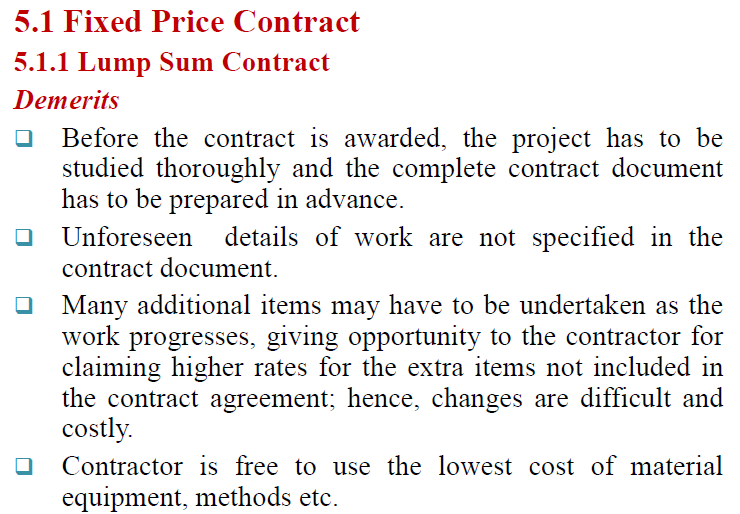 5.1 Fixed Price Contract
5.1.1 Lump Sum Contract
Demerits
❑ Before the contract is awarded, the project has to be
studied thoroughly and the complete contract document
has to be prepared in advance.
❑ Unforeseen details of work are not specified in the
contract document.
❑ Many additional items may have to be undertaken as the
work progresses, giving opportunity to the contractor for
claiming higher rates for the extra items not included in
the contract agreement; hence, changes are difficult and
costly.
❑ Contractor is free to use the lowest cost of material
equipment, methods etc.